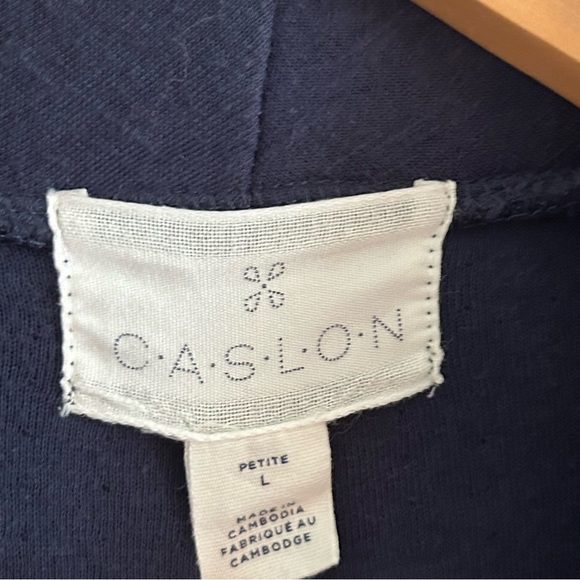 C·A·S·L·O·N
PETITE
L
MADE IN
CAMBODIA
FABRIQUÉ AU
CAMBODGE